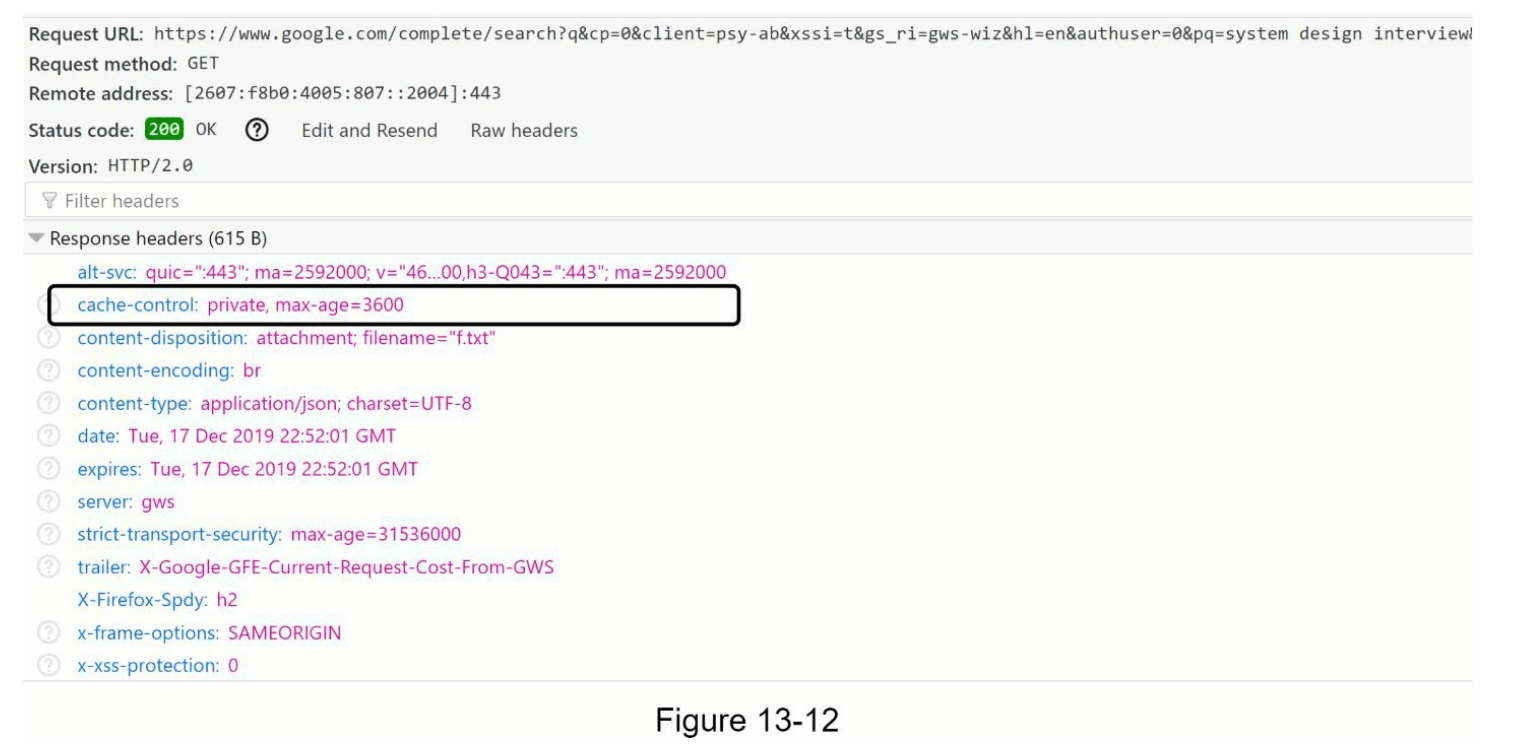 Request URL: https://www.google.com/complete/search?q&cp=0&client=psy-ab&xssi=t&gs_ri=gws-wiz&hl=en&authuser=0&pq=system design interview&
Request method: GET
Remote address: [2607:f8b0:4005:807::2004]:443
Status code: 200 OK ? Edit and Resend Raw headers
Version: HTTP/2.0
Filter headers
Response headers (615 B)
alt-svc: quic=":443"; ma=2592000; v="46...00,h3-Q043=":443"; ma=2592000
cache-control: private, max-age=3600
? content-disposition: attachment; filename="f.txt"
? content-encoding: br
? content-type: application/json; charset=UTF-8
? date: Tue, 17 Dec 2019 22:52:01 GMT
? expires: Tue, 17 Dec 2019 22:52:01 GMT
? server: gws
? strict-transport-security: max-age=31536000
? trailer: X-Google-GFE-Current-Request-Cost-From-GWS
X-Firefox-Spdy: h2
? x-frame-options: SAMEORIGIN
? x-xss-protection: 0
Figure 13-12